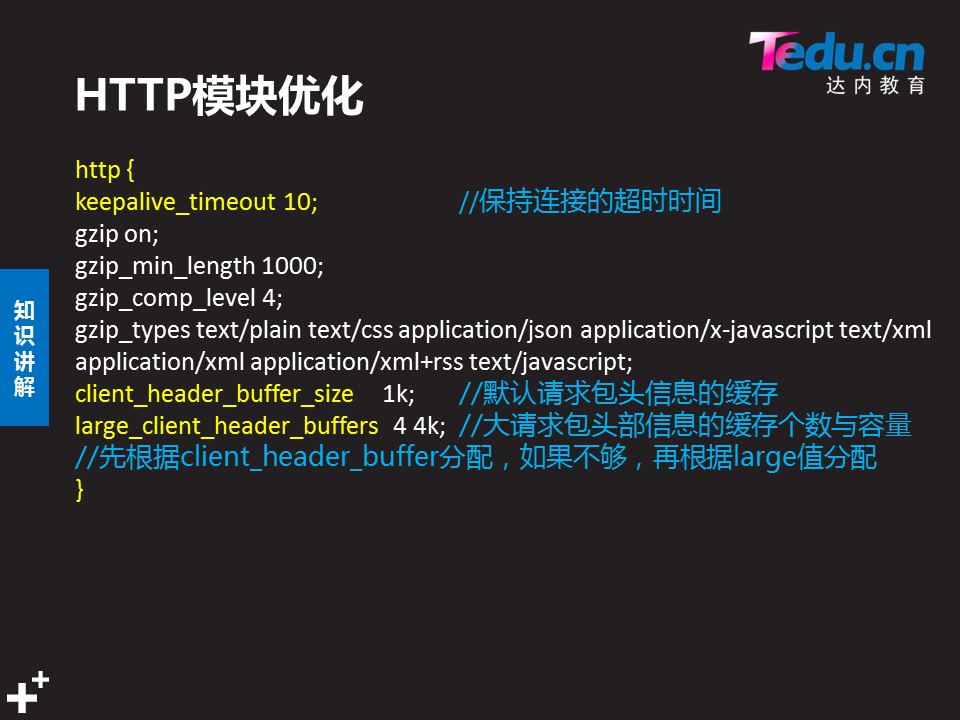 Tedu.cn
达内教育
HTTP模块优化
http {
keepalive_timeout 10; //保持连接的超时时间
gzip on;
gzip_min_length 1000;
gzip_comp_level 4;
gzip_types text/plain text/css application/json application/x-javascript text/xml
application/xml application/xml+rss text/javascript;
client_header_buffer_size 1k; //默认请求包头信息的缓存
large_client_header_buffers 4 4k; //大请求包头部信息的缓存个数与容量
//先根据client_header_buffer分配，如果不够，再根据large值分配
}
知
识
讲
解